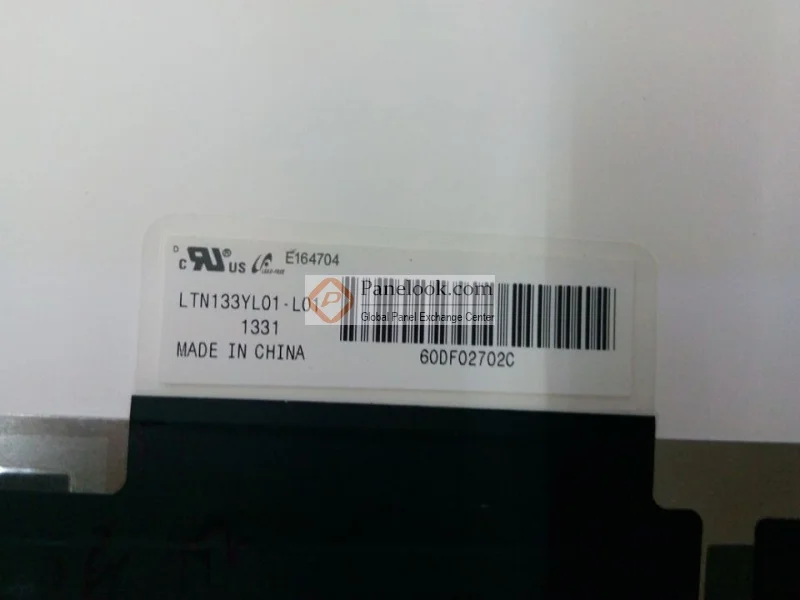 D
c US E164704
LTN133YL01-L01
1331
MADE IN CHINA
60DF02702C
Panelook.com
Global Panel Exchange Center